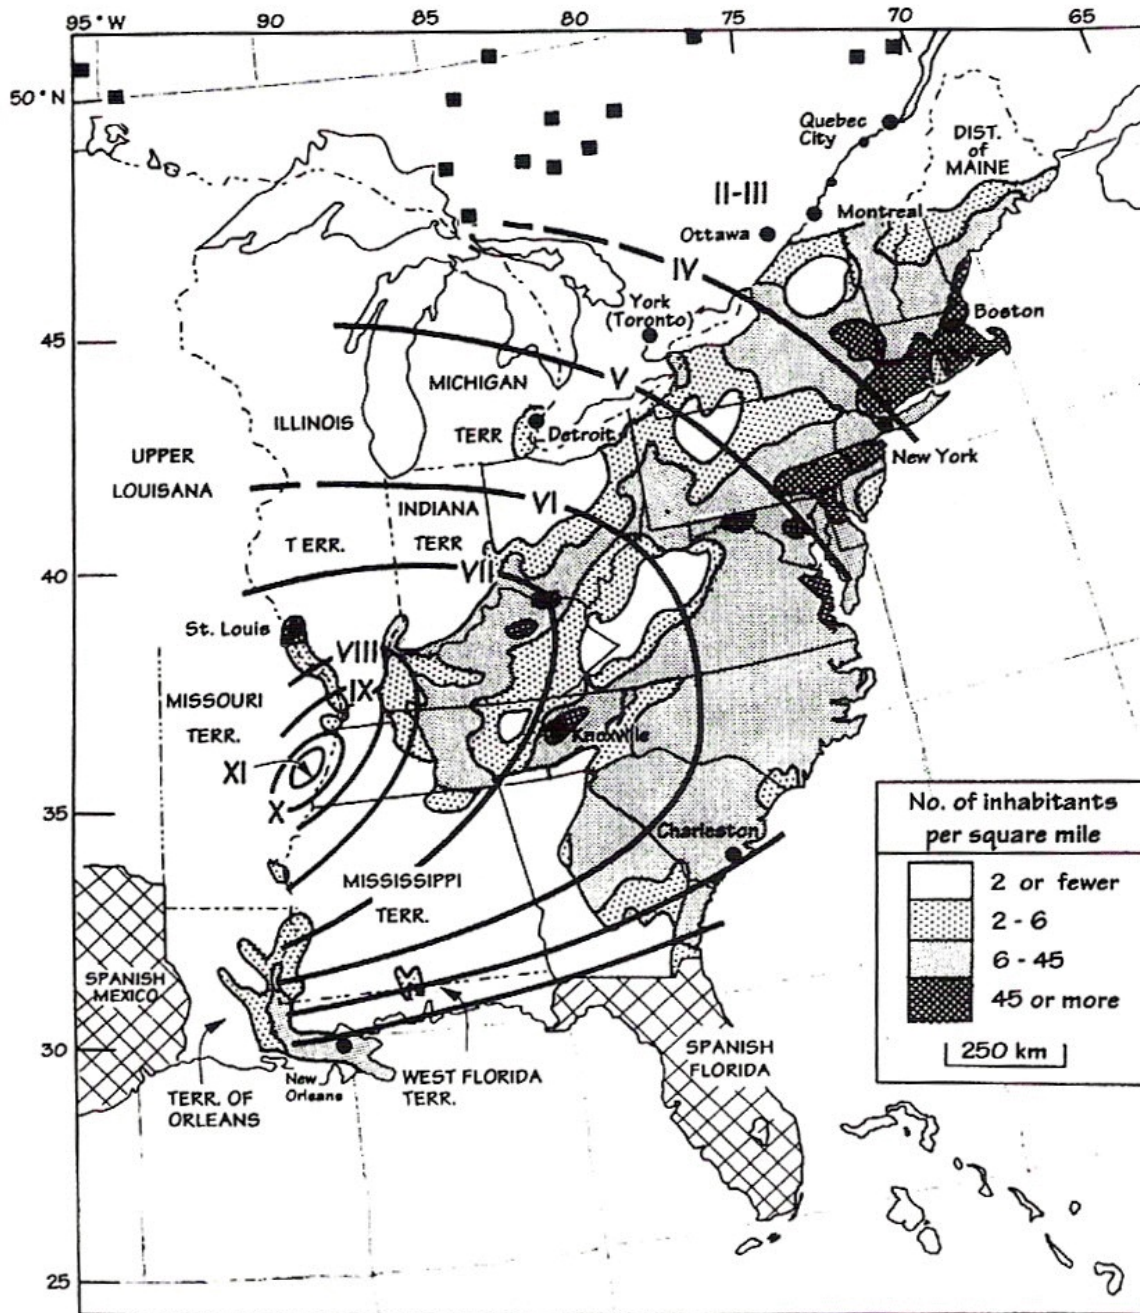 95° W 90 85 80 75 70 65
50° N
Quebec
City
DIST.
of
MAINE
II-III
Montreal
Ottawa
IV
York
(Toronto)
Boston
45
V
MICHIGAN
ILLINOIS
TERR
Detroit
UPPER
LOUISANA
New York
INDIANA
VI
TERR.
TERR
VII
40
St. Louis
VIII
MISSOURI
IX
TERR.
Knoxville
XI
X
No. of inhabitants
per square mile
35
Charleston
2 or fewer
MISSISSIPPI
TERR.
2 - 6
6 - 45
SPANISH
MEXICO
45 or more
30
SPANISH
FLORIDA
250 km
New
Orleans
WEST FLORIDA
TERR.
TERR. OF
ORLEANS
25